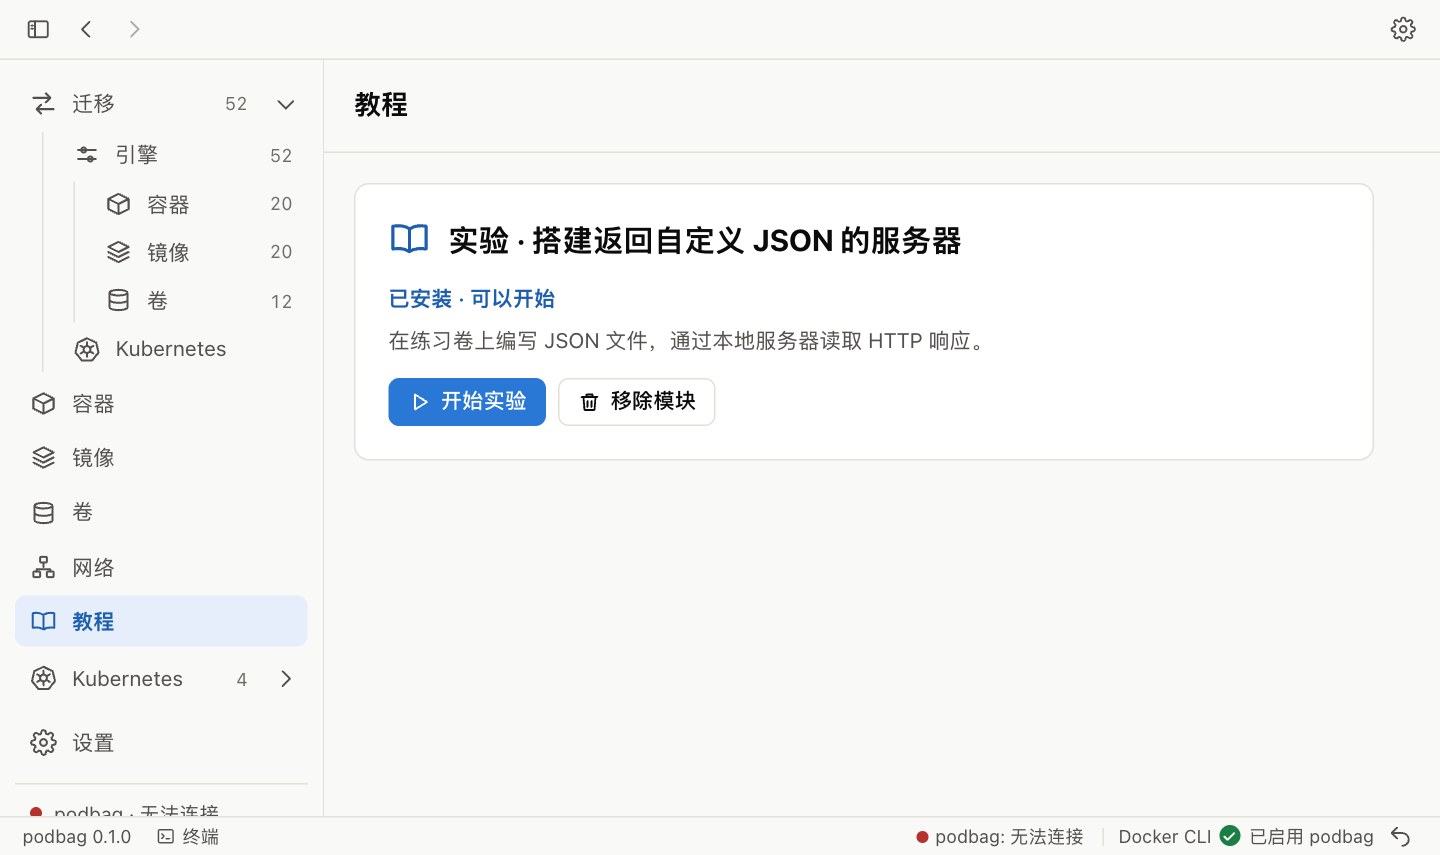 迁移 52
引擎 52
容器 20
镜像 20
卷 12
Kubernetes
容器
镜像
卷
网络
教程
Kubernetes 4
设置
podbag · 无法连接
教程
实验 · 搭建返回自定义 JSON 的服务器
已安装 · 可以开始
在练习卷上编写 JSON 文件，通过本地服务器读取 HTTP 响应。
开始实验 移除模块
podbag 0.1.0 终端 podbag: 无法连接 Docker CLI 已启用 podbag